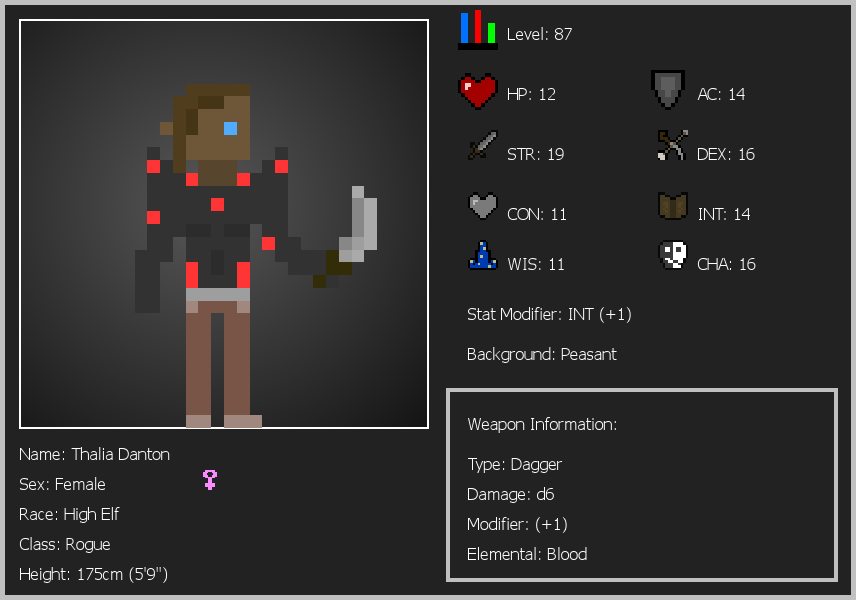 Level: 87
HP: 12
AC: 14
STR: 19
DEX: 16
CON: 11
INT: 14
WIS: 11
CHA: 16
Stat Modifier: INT (+1)
Background: Peasant
Weapon Information:
Type: Dagger
Damage: d6
Modifier: (+1)
Elemental: Blood
Name: Thalia Danton
Sex: Female
Race: High Elf
Class: Rogue
Height: 175cm (5'9")